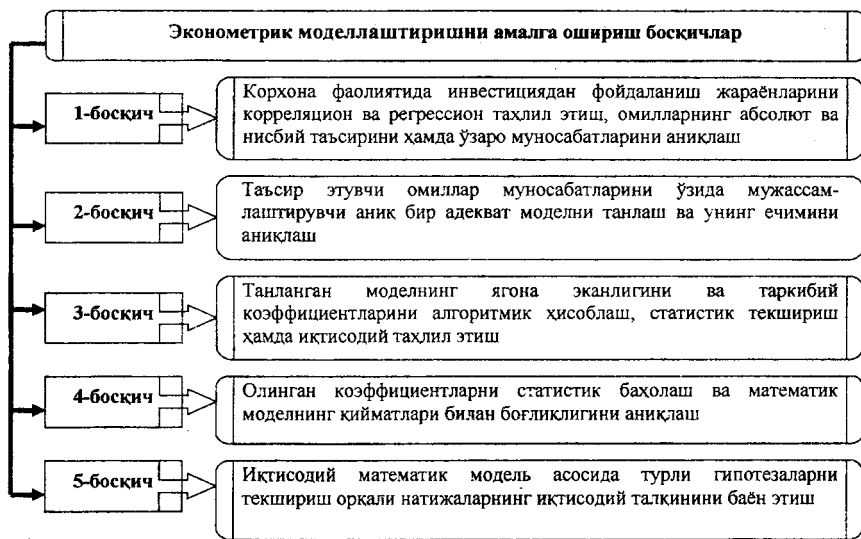 Эконометрик моделлаштиришни амалга ошириш босқичлар
1-босқич
Корхона фаолиятида инвестициядан фойдаланиш жараёнларини
корреляцион ва регрессион таҳлил этиш, омилларнинг абсолют ва
нисбий таъсирини ҳамда ўзаро муносабатларини аниқлаш
2-босқич
Таъсир этувчи омиллар муносабатларини ўзида мужассам-
лаштирувчи аниқ бир адекват моделни танлаш ва унинг ечимини
аниқлаш
3-босқич
Танланган моделнинг ягона эканлигини ва таркибий
коэффициентларини алгоритмик ҳисоблаш, статистик текшириш
ҳамда иқтисодий таҳлил этиш
4-босқич
Олинган коэффициентларни статистик баҳолаш ва математик
моделнинг қийматлари билан боғлиқлигини аниқлаш
5-босқич
Иқтисодий математик модель асосида турли гипотезаларни
текшириш орқали натижаларнинг иқтисодий талқинини баён этиш